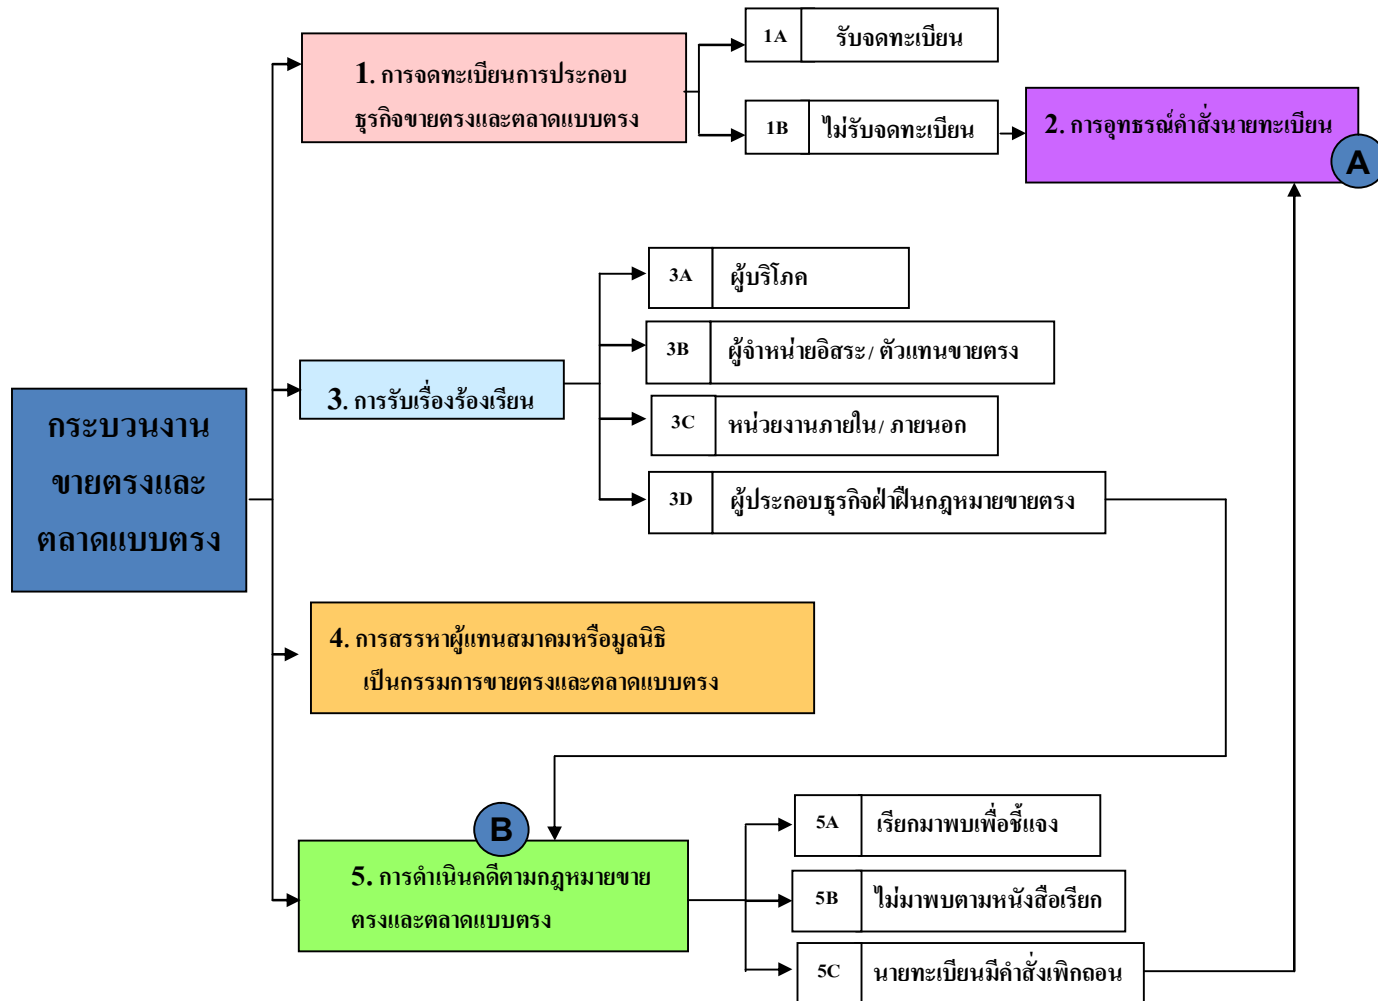 กระบวนงาน
ขายตรงและ
ตลาดแบบตรง
1. การจดทะเบียนการประกอบ
ธุรกิจขายตรงและตลาดแบบตรง
1A รับจดทะเบียน
1B ไม่รับจดทะเบียน
2. การอุทธรณ์คำสั่งนายทะเบียน
A
3. การรับเรื่องร้องเรียน
3A ผู้บริโภค
3B ผู้จำหน่ายอิสระ/ ตัวแทนขายตรง
3C หน่วยงานภายใน/ ภายนอก
3D ผู้ประกอบธุรกิจฝ่าฝืนกฎหมายขายตรง
4. การสรรหาผู้แทนสมาคมหรือมูลนิธิ
เป็นกรรมการขายตรงและตลาดแบบตรง
B
5. การดำเนินคดีตามกฎหมายขาย
ตรงและตลาดแบบตรง
5A เรียกมาพบเพื่อชี้แจง
5B ไม่มาพบตามหนังสือเรียก
5C นายทะเบียนมีคำสั่งเพิกถอน